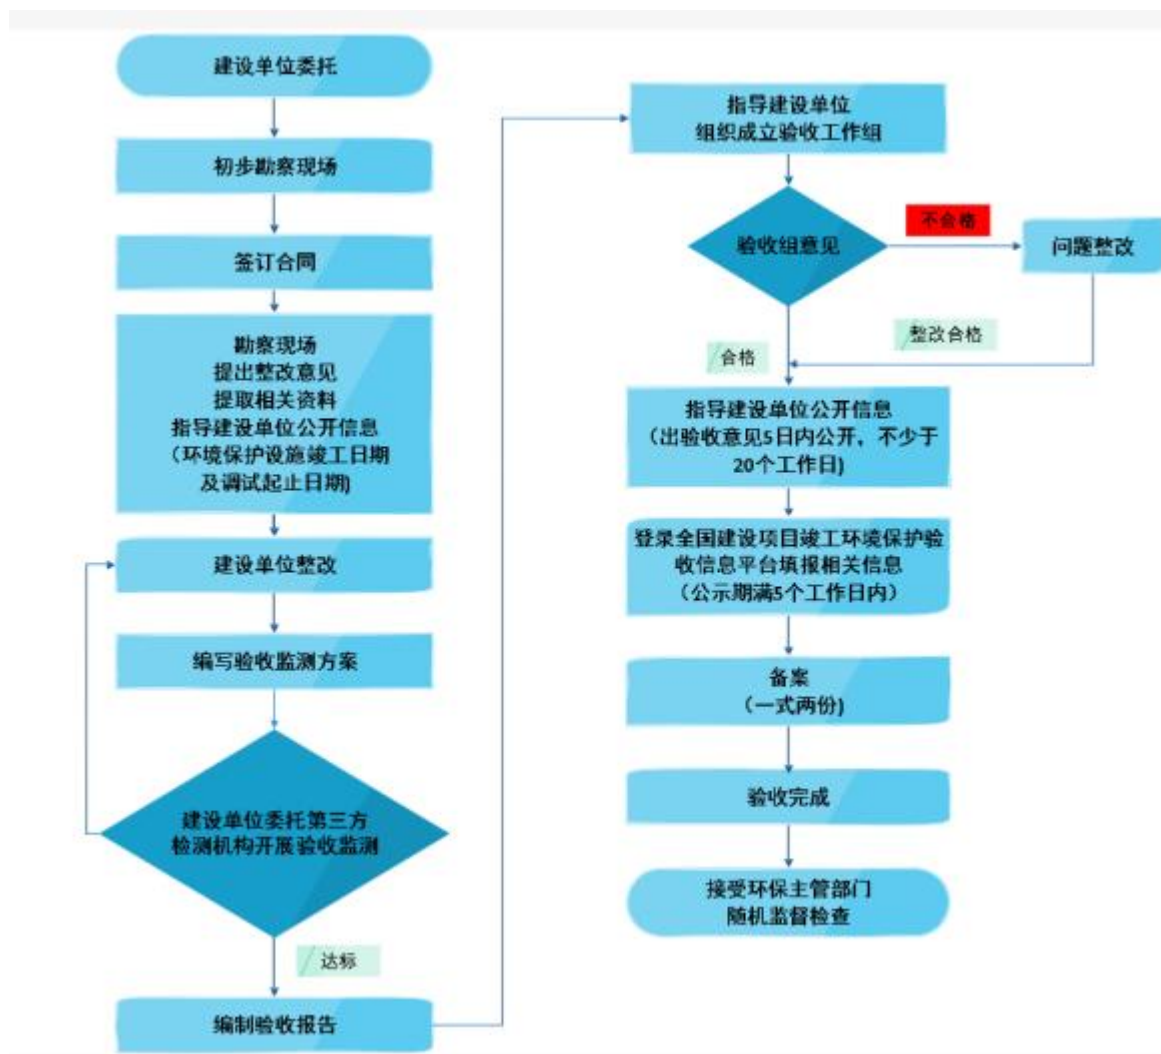 建设单位委托
初步勘察现场
签订合同
勘察现场
提出整改意见
提取相关资料
指导建设单位公开信息
（环境保护设施竣工日期
及调试起止日期)
建设单位整改
编写验收监测方案
建设单位委托第三方
检测机构开展验收监测
达标
编制验收报告
指导建设单位
组织成立验收工作组
验收组意见
不合格
问题整改
整改合格
合格
指导建设单位公开信息
（出验收意见5日内公开，不少于
20个工作日)
登录全国建设项目竣工环境保护验
收信息平台填报相关信息
（公示期满5个工作日内）
备案
（一式两份)
验收完成
接受环保主管部门
随机监督检查